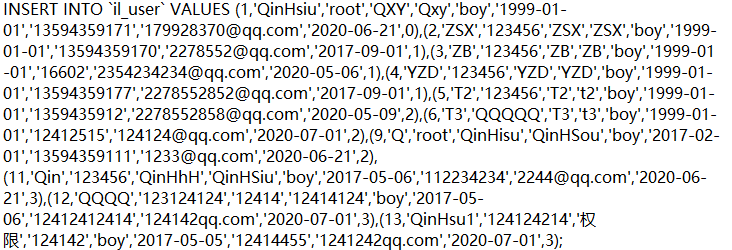 INSERT INTO `il_user` VALUES (1,'QinHsiu','root','QXY','Qxy','boy','1999-01-
01','13594359171','179928370@qq.com','2020-06-21',0),(2,'ZSX','123456','ZSX','ZSX','boy','1999-
01-01','13594359170','2278552@qq.com','2017-09-01',1),(3,'ZB','123456','ZB','ZB','boy','1999-01
-01','16602','2354234234@qq.com','2020-05-06',1),(4,'YZD','123456','YZD','YZD','boy','1999-01-
01','13594359177','2278552852@qq.com','2017-09-01',1),(5,'T2','123456','T2','t2','boy','1999-01-
01','1359435912','2278552858@qq.com','2020-05-09',2),(6,'T3','QQQQQ','T3','t3','boy','1999-01-
01','12412515','124124@qq.com','2020-07-01',2),(9,'Q','root','QinHisu','QinHSou','boy','2017-02-
01','13594359111','1233@qq.com','2020-06-21',2),
(11,'Qin','123456','QinHhH','QinHSiu','boy','2017-05-06','112234234','2244@qq.com','2020-06-
21',3),(12,'QQQQ','123124124','12414','12414124','boy','2017-05-
06','12412412414','124142qq.com','2020-07-01',3),(13,'QinHsu1','124124214','权
限','124142','boy','2017-05-05','12414455','1241242qq.com','2020-07-01',3);